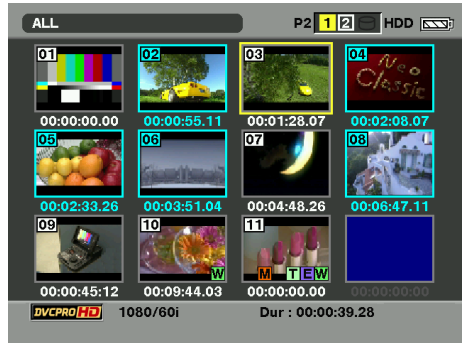 ALL P2 1 2 HDD
01 02 03 04
Neo
Classic
00:00:00.00 00:00:55.11 00:01:28.07 00:02:08.07
05 06 07 08
00:02:33.26 00:03:51.04 00:04:48.26 00:06:47.11
09 10 11
W M T E W
00:00:45:12 00:09:44.03 00:00:00.00 00:00:00:00
DVCPRO HD 1080/60i Dur : 00:00:39.28